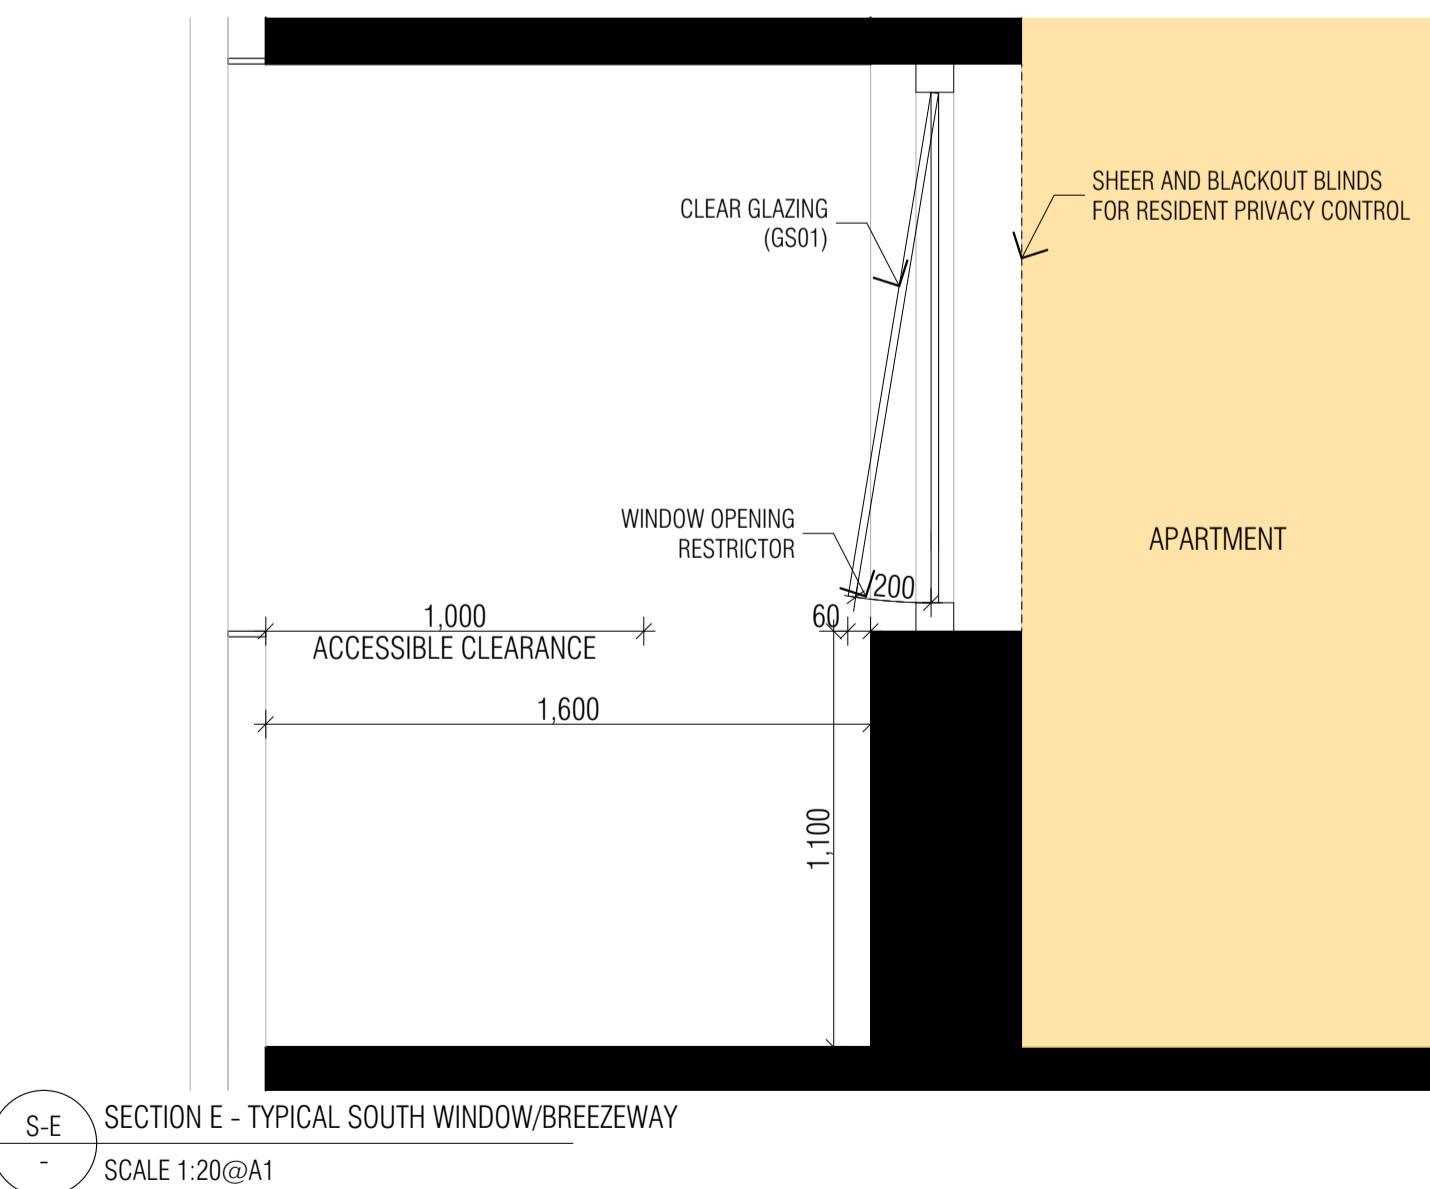 SHEER AND BLACKOUT BLINDS
FOR RESIDENT PRIVACY CONTROL
CLEAR GLAZING
(GS01)
WINDOW OPENING
RESTRICTOR
APARTMENT
200
60
1,000
ACCESSIBLE CLEARANCE
1,600
1,100
S-E
-
SECTION E - TYPICAL SOUTH WINDOW/BREEZEWAY
SCALE 1:20@A1